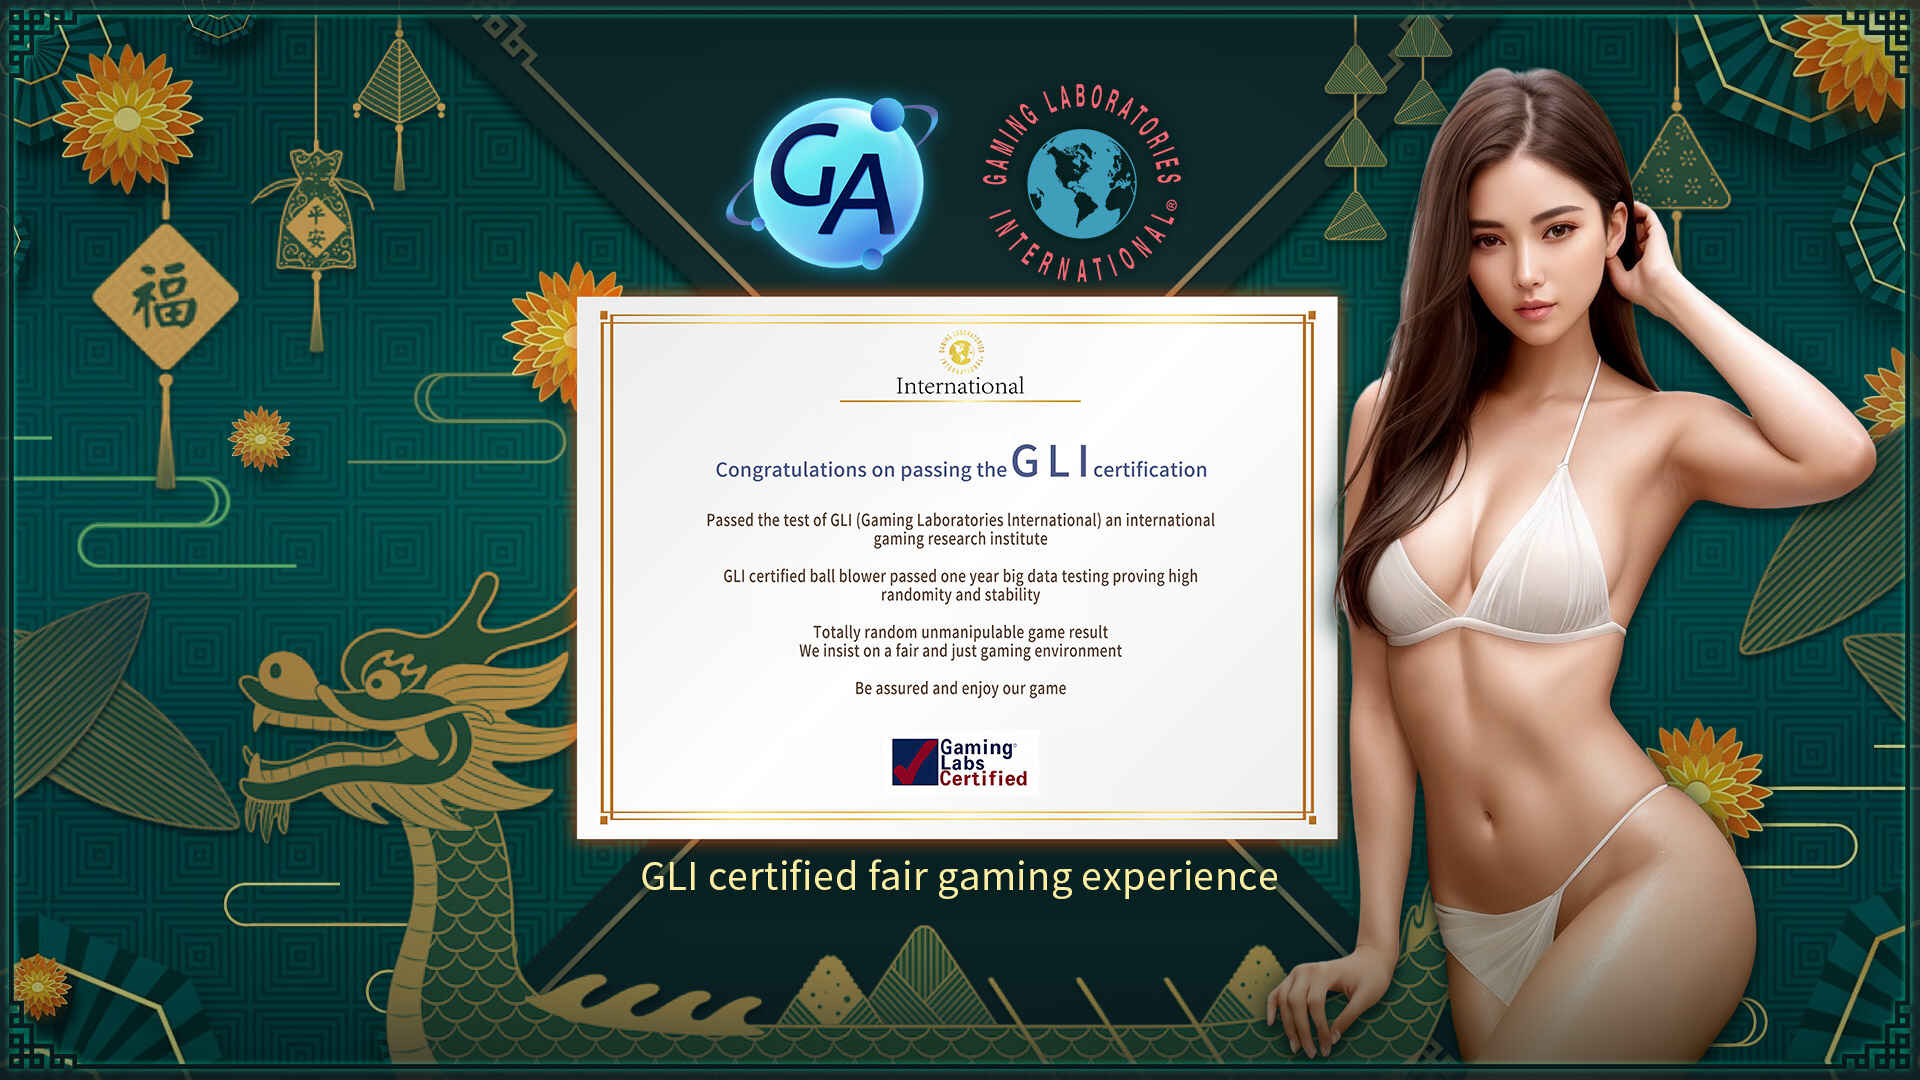 福
平
安
GA
GAMING LABORATORIES
INTERNATIONAL®
GAMING LABORATORIES
INTERNATIONAL
International
Congratulations on passing the GLI certification
Passed the test of GLI (Gaming Laboratories International) an international
gaming research institute
GLI certified ball blower passed one year big data testing proving high
randomity and stability
Totally random unmanipulable game result
We insist on a fair and just gaming environment
Be assured and enjoy our game
Gaming®
Labs
Certified
GLI certified fair gaming experience